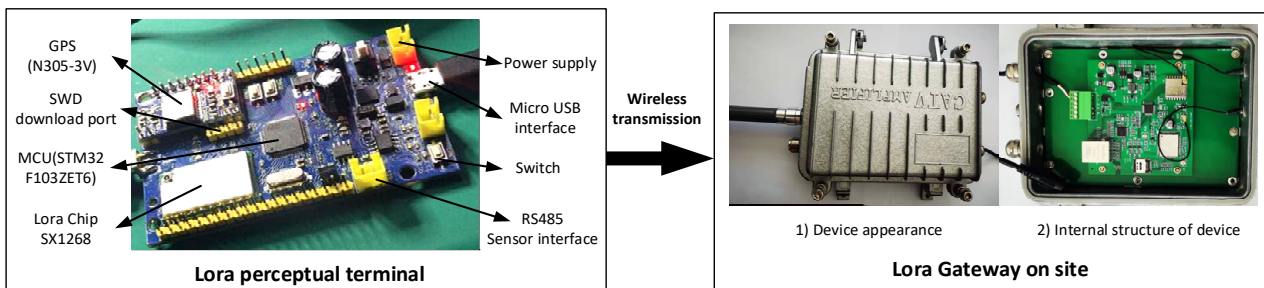 GPS
(N305-3V)
SWD
download port
MCU(STM32
F103ZET6)
Lora Chip
SX1268
Power supply
Micro USB
interface
Switch
RS485
Sensor interface
Lora perceptual terminal
Wireless
transmission
CATV AMPLIFIER
1) Device appearance
2) Internal structure of device
Lora Gateway on site